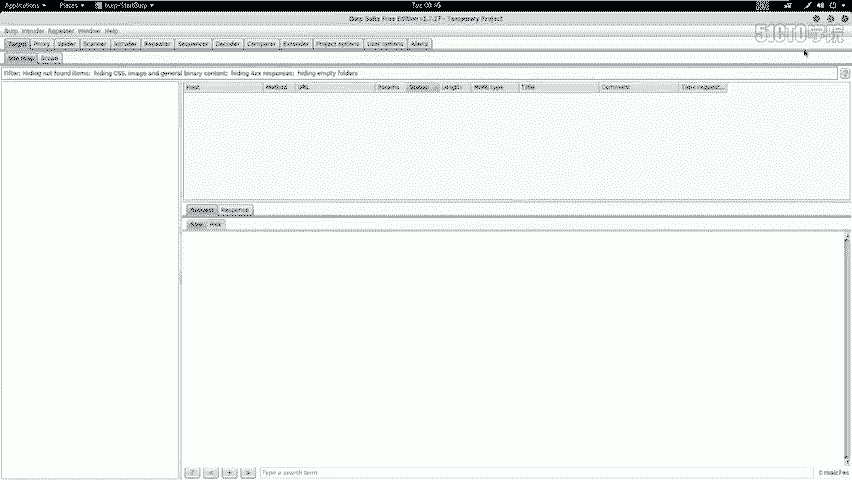 Applications Places burp-StartBurp Tue 03:46
Burp Suite Free Edition v1.7.27 - Temporary Project
51CTO学院
Burp Intruder Repeater Window Help
Target Proxy Spider Scanner Intruder Repeater Sequencer Decoder Comparer Extender Project options User options Alerts
Site map Scope
Filter: Hiding not found items; hiding CSS, image and general binary content; hiding 4xx responses; hiding empty folders
Host Method URL Params Status Length MIME type Title Comment Time request...
Request Response
Raw Hex
? < + > Type a search term 0 matches